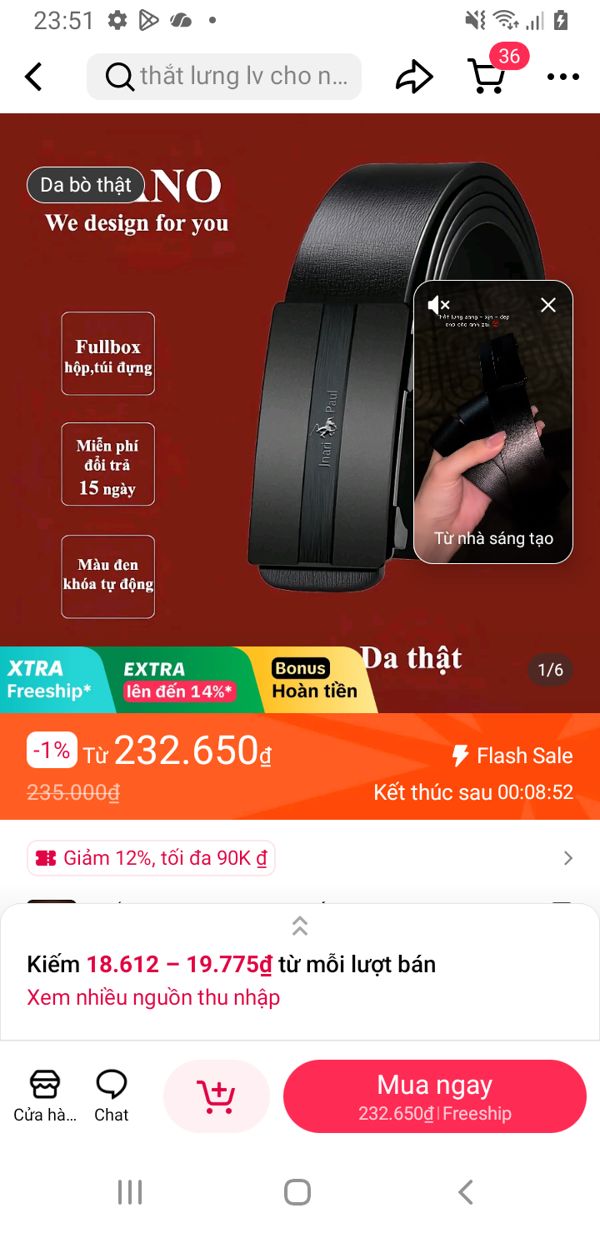 23:51
36
thắt lưng lv cho n...
Da bò thật
NO
We design for you
Fullbox
hộp,túi đựng
Miễn phí
đổi trả
15 ngày
Màu đen
khóa tự động
Jnari Paul
Từ nhà sáng tạo
Da thật
XTRA
Freeship*
EXTRA
lên đến 14%*
Bonus
Hoàn tiền
1/6
-1%
Từ 232.650₫
Flash Sale
235.000₫
Kết thúc sau 00:08:52
Giảm 12%, tối đa 90K ₫
Kiếm 18.612 – 19.775₫ từ mỗi lượt bán
Xem nhiều nguồn thu nhập
Cửa hà...
Chat
Mua ngay
232.650₫|Freeship